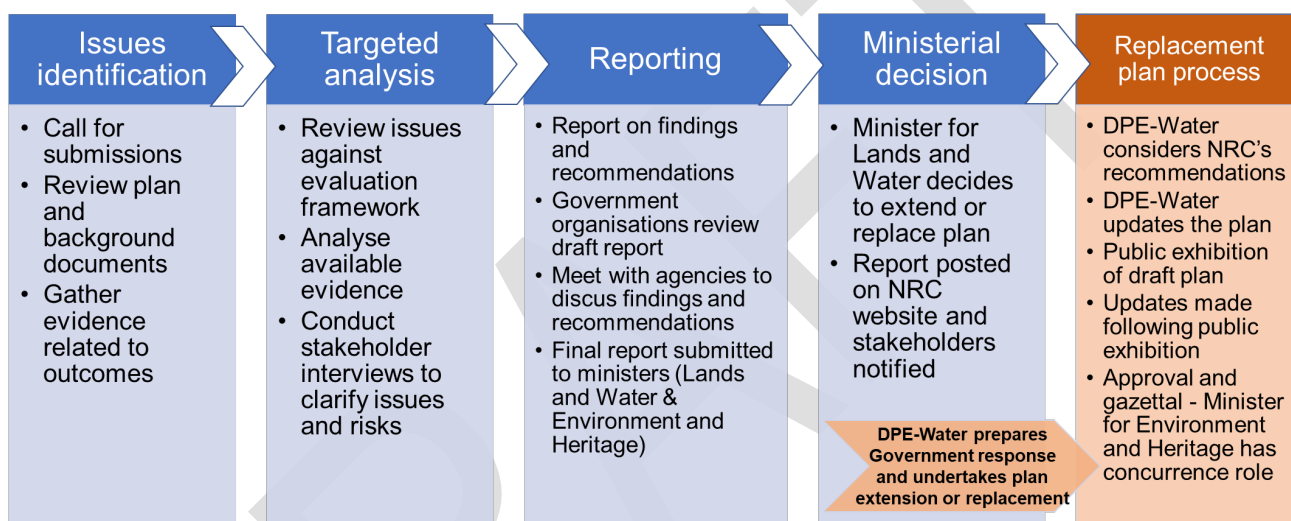 Issues
identification
• Call for
submissions
• Review plan
and
background
documents
• Gather
evidence
related to
outcomes
Targeted
analysis
• Review issues
against
evaluation
framework
• Analyse
available
evidence
• Conduct
stakeholder
interviews to
clarify issues
and risks
Reporting
• Report on findings
and
recommendations
• Government
organisations review
draft report
• Meet with agencies to
discus findings and
recommendations
• Final report submitted
to ministers (Lands
and Water &
Environment and
Heritage)
Ministerial
decision
• Minister for
Lands and
Water decides
to extend or
replace plan
• Report posted
on NRC
website and
stakeholders
notified
DPE-Water prepares
Government response
and undertakes plan
extension or replacement
Replacement
plan process
• DPE-Water
considers NRC's
recommendations
• DPE-Water
updates the plan
• Public exhibition
of draft plan
• Updates made
following public
exhibition
• Approval and
gazettal - Minister
for Environment
and Heritage has
concurrence role